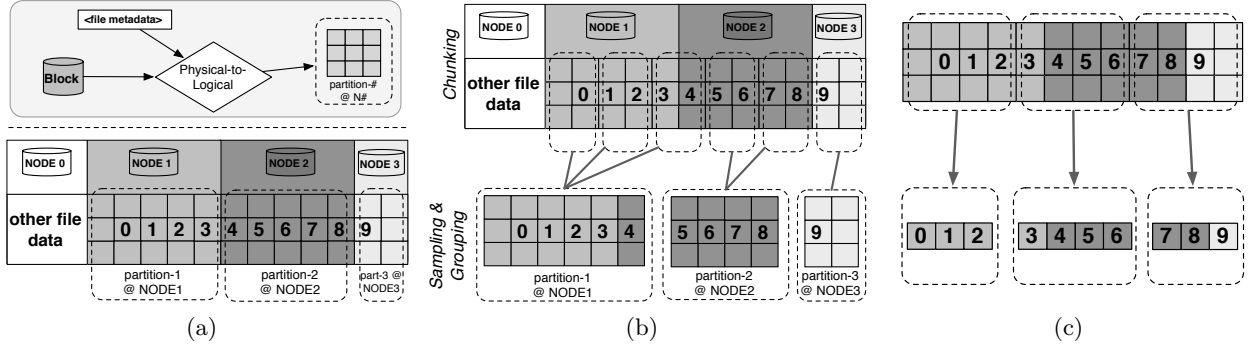 <file metadata>
Block
Physical-to-
Logical
partition-#
@ N#
NODE 0 NODE 1 NODE 2 NODE 3
other file
data
0 1 2 3 4 5 6 7 8 9
partition-1
@ NODE1
partition-2
@ NODE2
part-3 @
NODE3
(a)
Chunking
NODE 0 NODE 1 NODE 2 NODE 3
other file
data
0 1 2 3 4 5 6 7 8 9
Sampling &
Grouping
0 1 2 3 4
5 6 7 8
9
partition-1
@ NODE1
partition-2
@ NODE2
partition-3
@ NODE3
(b)
0 1 2 3 4 5 6 7 8 9
0 1 2
3 4 5 6
7 8 9
(c)